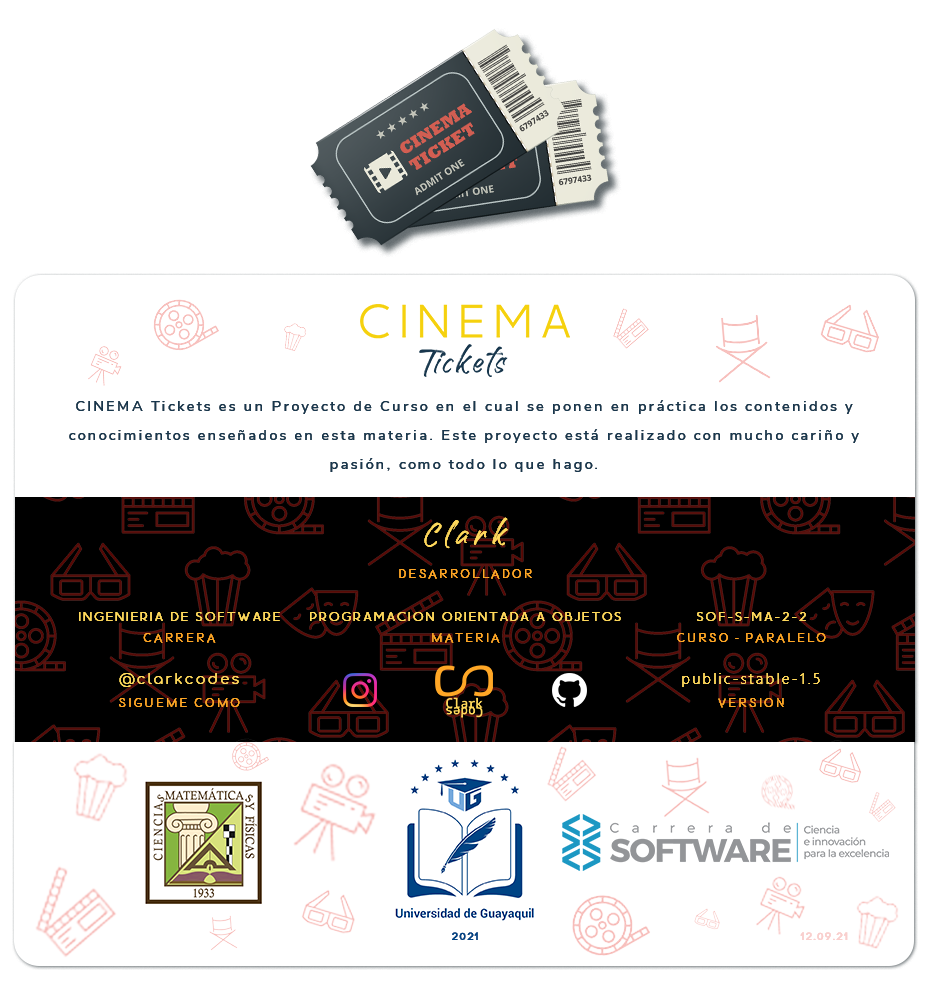 CINEMA
TICKET
ADMIT ONE
6797433
IT ONE
6797433
CINEMA
Tickets
CINEMA Tickets es un Proyecto de Curso en el cual se ponen en práctica los contenidos y
conocimientos enseñados en esta materia. Este proyecto está realizado con mucho cariño y
pasión, como todo lo que hago.
Clark
DESARROLLADOR
INGENIERIA DE SOFTWARE
CARRERA
PROGRAMACION ORIENTADA A OBJETOS
MATERIA
SOF-S-MA-2-2
CURSO - PARALELO
@clarkcodes
SIGUEME COMO
Clark
Codes
public-stable-1.5
VERSION
CIENCIAS MATEMÁTICAS Y FÍSICAS
1933
UG
Universidad de Guayaquil
2021
Carrera de
SOFTWARE
Ciencia
e innovación
para la excelencia
12.09.21